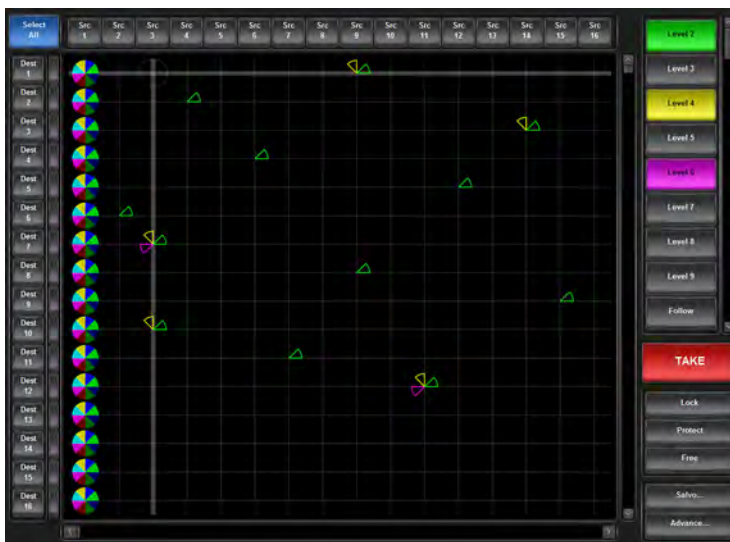 Select
All
Src
1
Src
2
Src
3
Src
4
Src
5
Src
6
Src
7
Src
8
Src
9
Src
10
Src
11
Src
12
Src
13
Src
14
Src
15
Src
16
Dest
1
Dest
2
Dest
3
Dest
4
Dest
5
Dest
6
Dest
7
Dest
8
Dest
9
Dest
10
Dest
11
Dest
12
Dest
13
Dest
14
Dest
15
Dest
16
Level 2
Level 3
Level 4
Level 5
Level 6
Level 7
Level 8
Level 9
Follow
TAKE
Lock
Protect
Free
Salvo...
Advance...